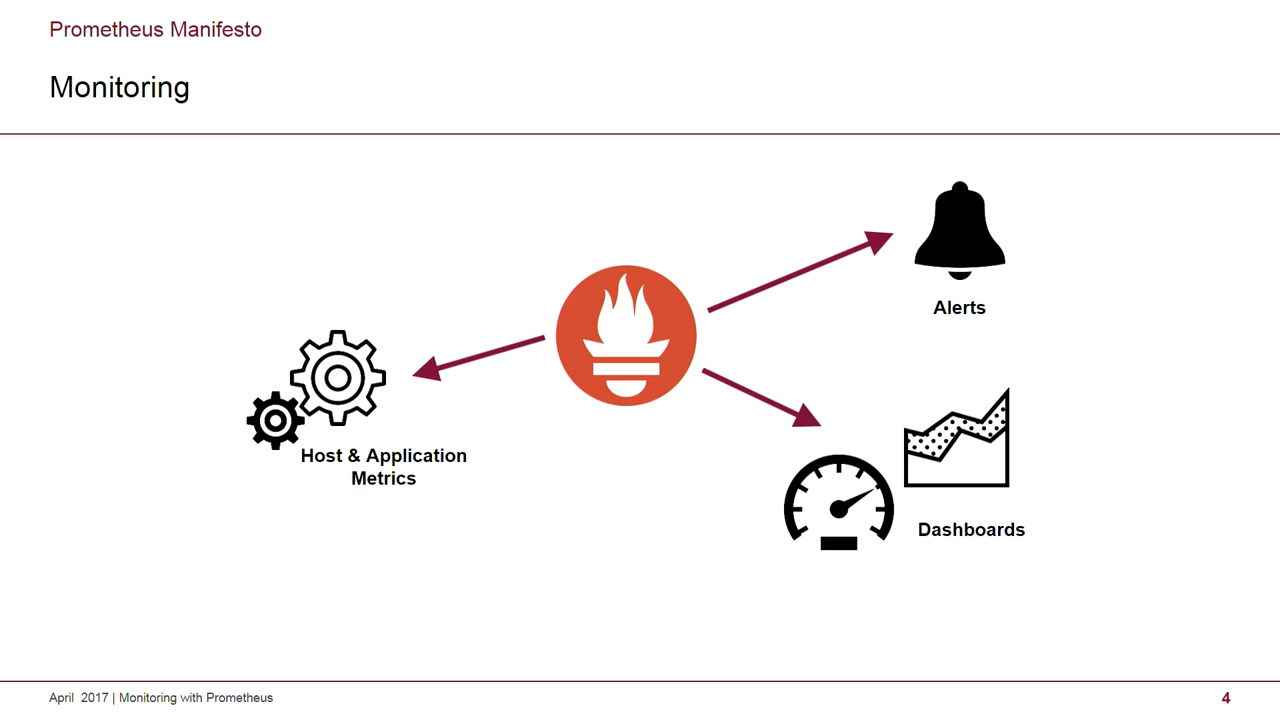 Prometheus Manifesto
Monitoring
Alerts
Host & Application
Metrics
Dashboards
April 2017 | Monitoring with Prometheus
4